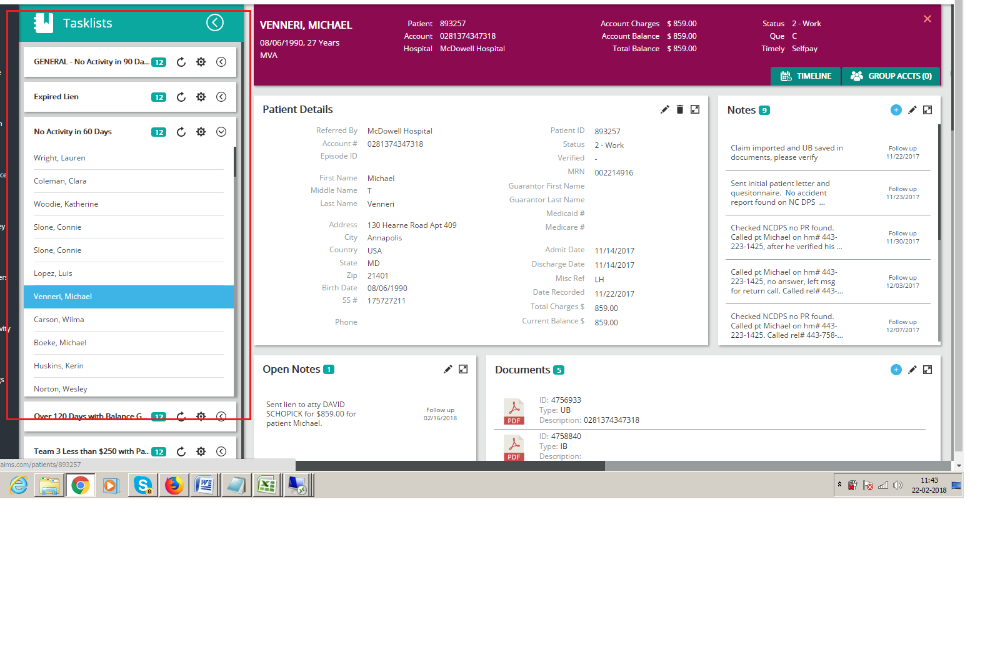 Tasklists
GENERAL - No Activity in 90 Da... 12
Expired Lien 12
No Activity in 60 Days 12
Wright, Lauren
Coleman, Clara
Woodie, Katherine
Slone, Connie
Slone, Connie
Lopez, Luis
Venneri, Michael
Carson, Wilma
Boeke, Michael
Huskins, Kerin
Norton, Wesley
Over 120 Days with Balance G... 12
Team 3 Less than $250 with Pa... 12
ce
ey
ers
vity
gs
aims.com/patients/893257
VENNERI, MICHAEL
08/06/1990, 27 Years
MVA
Patient 893257
Account 0281374347318
Hospital McDowell Hospital
Account Charges $ 859.00
Account Balance $ 859.00
Total Balance $ 859.00
Status 2 - Work
Que C
Timely Selfpay
TIMELINE
GROUP ACCTS (0)
Patient Details
Referred By McDowell Hospital
Account # 0281374347318
Episode ID
First Name Michael
Middle Name T
Last Name Venneri
Address 130 Hearne Road Apt 409
City Annapolis
Country USA
State MD
Zip 21401
Birth Date 08/06/1990
SS # 175727211
Phone
Patient ID 893257
Status 2 - Work
Verified -
MRN 002214916
Guarantor First Name
Guarantor Last Name
Medicaid #
Medicare #
Admit Date 11/14/2017
Discharge Date 11/14/2017
Misc Ref LH
Date Recorded 11/22/2017
Total Charges $ 859.00
Current Balance $ 859.00
Notes 9
Claim imported and UB saved in
documents, please verify
Follow up
11/22/2017
Sent initial patient letter and
quesitonnaire. No accident
report found on NC DPS ...
Follow up
11/23/2017
Checked NCDPS no PR found.
Called pt Michael on hm# 443-
223-1425, after he verified his ...
Follow up
11/30/2017
Called pt Michael on hm# 443-
223-1425, no answer, left msg
for return call. Called rel# 443-...
Follow up
12/03/2017
Checked NCDPS no PR found.
Called pt Michael on hm# 443-
223-1425. Called rel# 443-758-...
Follow up
12/07/2017
Open Notes 1
Sent lien to atty DAVID
SCHOPICK for $859.00 for
patient Michael.
Follow up
02/16/2018
Documents 5
PDF
ID: 4756933
Type: UB
Description: 0281374347318
PDF
ID: 4758840
Type: IB
Description:
8
11:43
22-02-2018